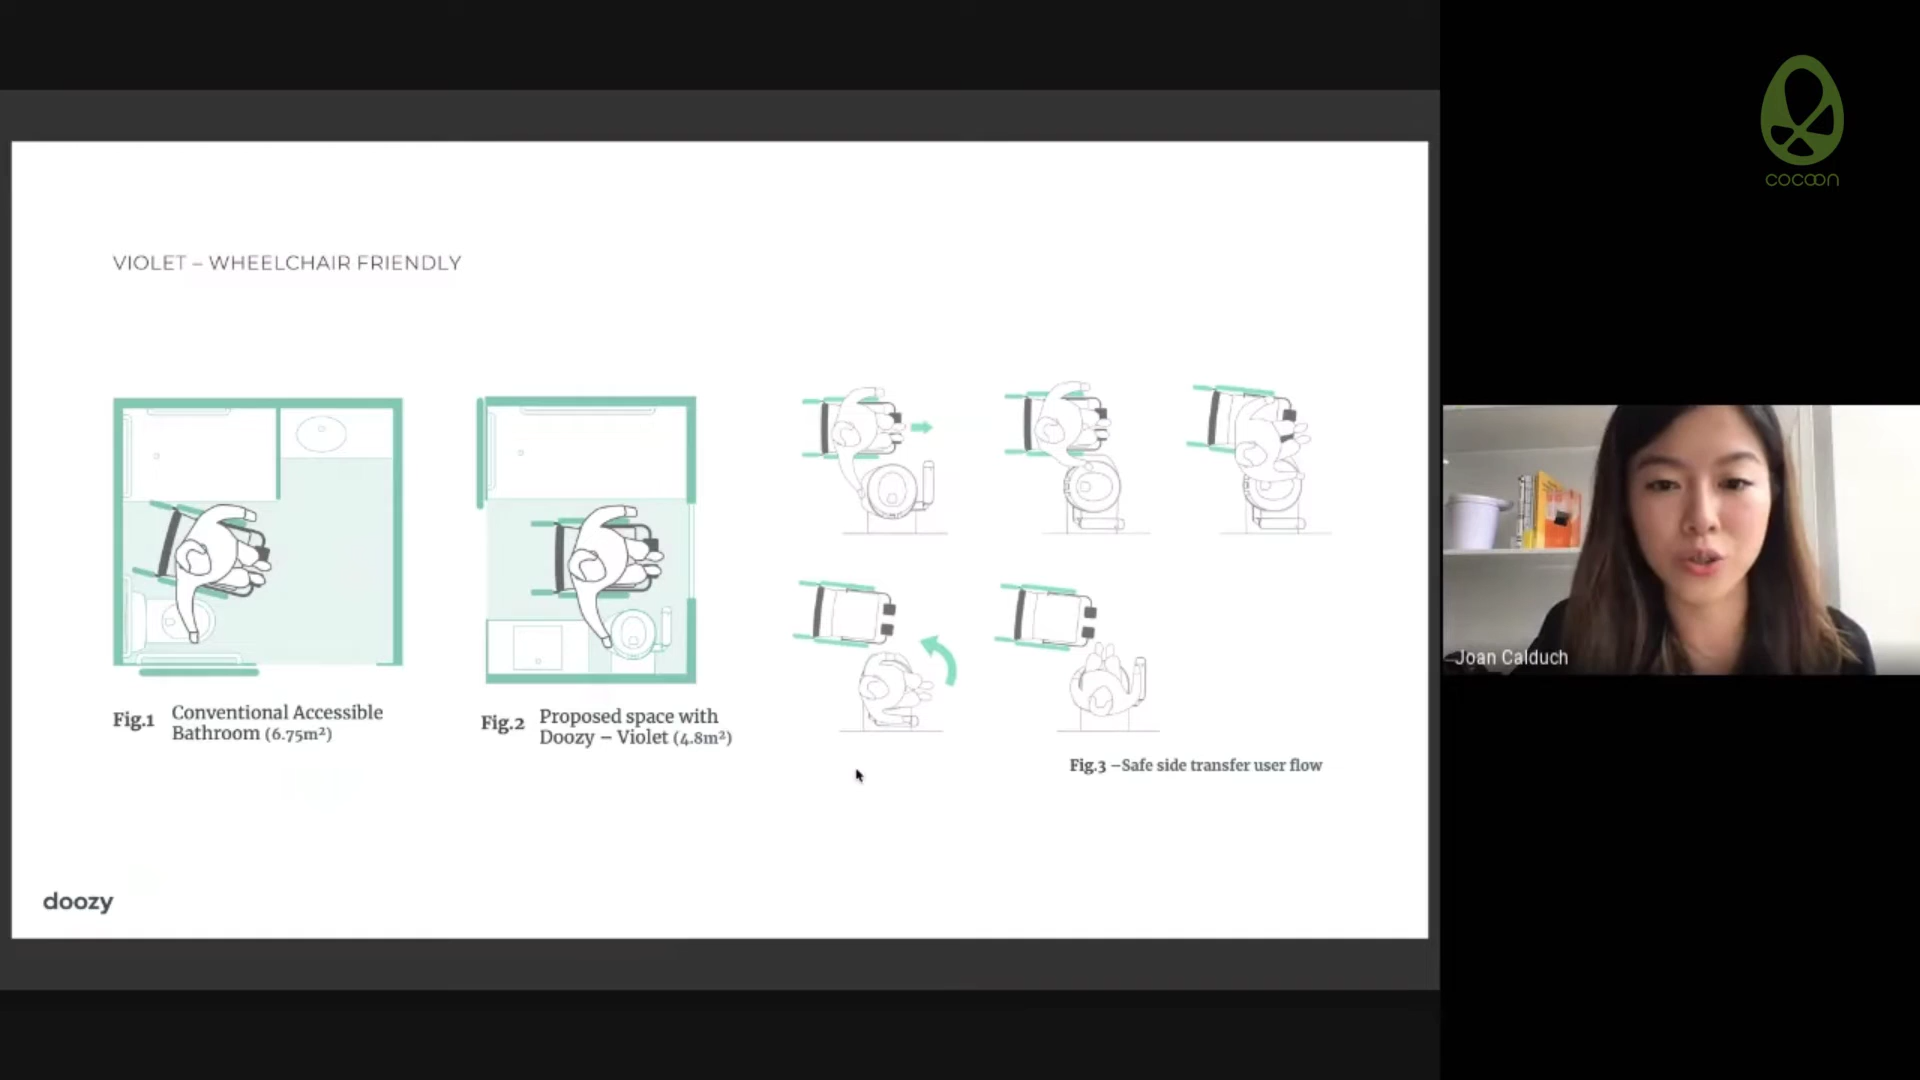 cocoon
VIOLET – WHEELCHAIR FRIENDLY
Fig.1 Conventional Accessible
Bathroom (6.75m²)
Fig.2 Proposed space with
Doozy – Violet (4.8m²)
Fig.3 –Safe side transfer user flow
doozy
Joan Calduch